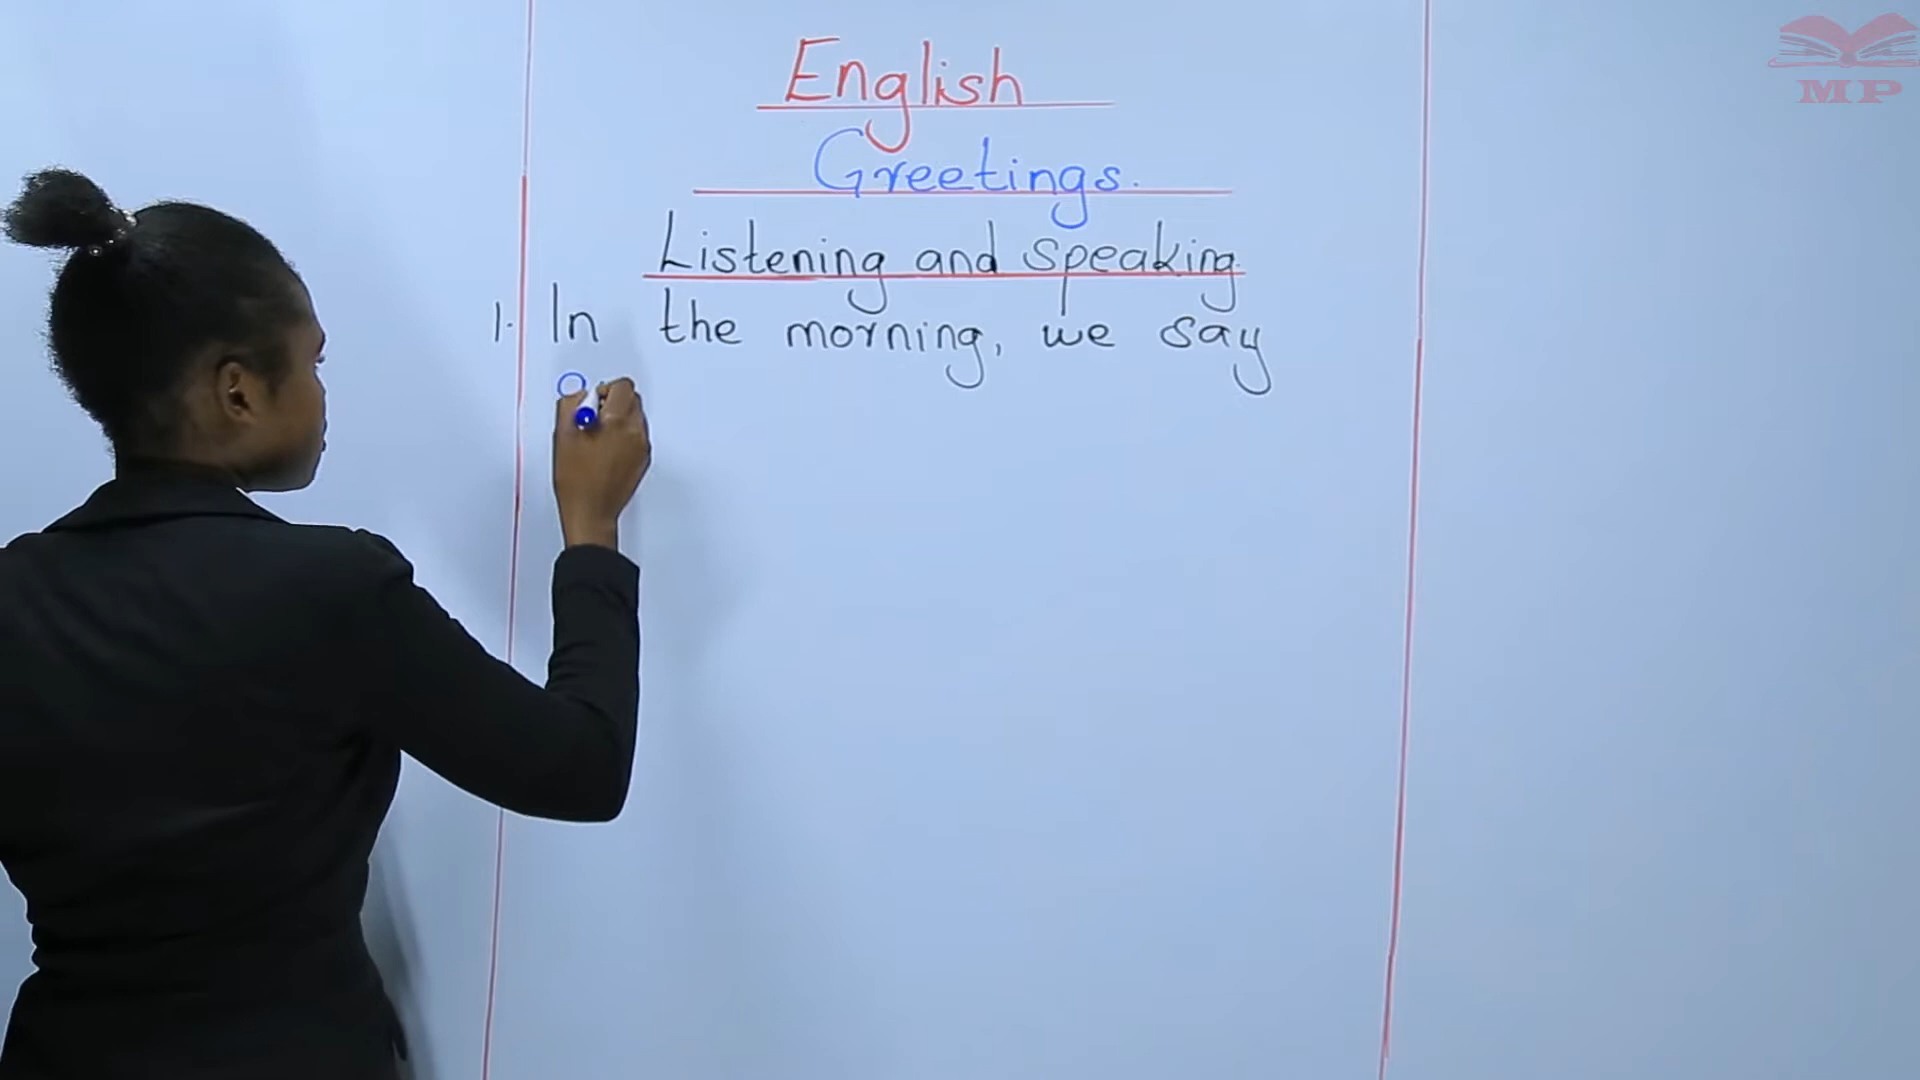 MP
English
Greetings.
Listening and speaking
1. In the morning, we say